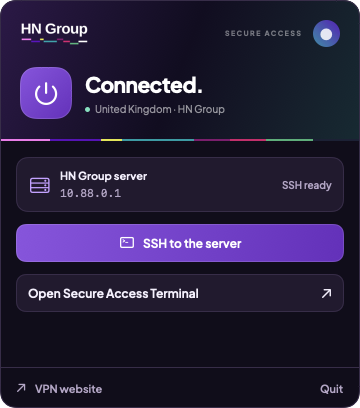 HN Group
SECURE ACCESS
Connected.
United Kingdom · HN Group
HN Group server
10.88.0.1
SSH ready
SSH to the server
Open Secure Access Terminal
VPN website
Quit